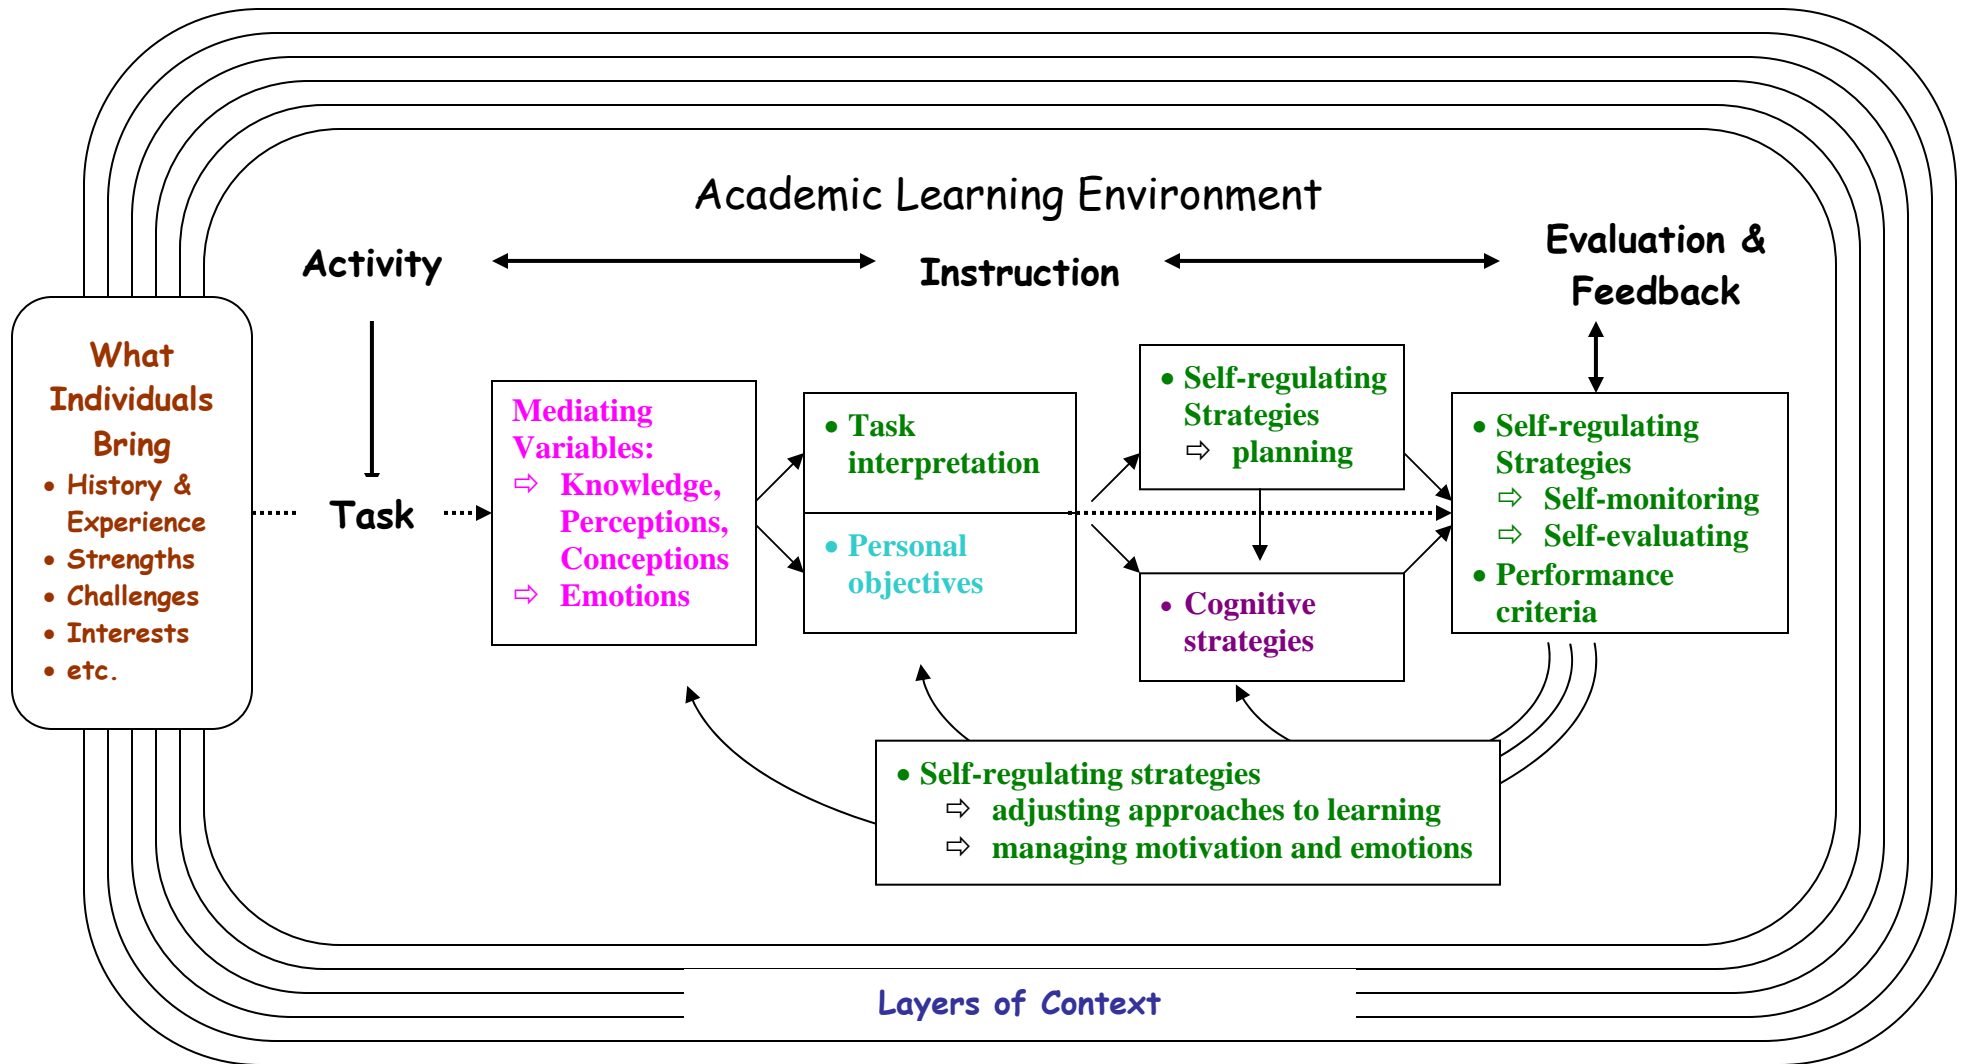 Academic Learning Environment
Activity
Instruction
Evaluation &
Feedback
What
Individuals
Bring
• History &
Experience
• Strengths
• Challenges
• Interests
• etc.
Task
Mediating
Variables:
⇨ Knowledge,
Perceptions,
Conceptions
⇨ Emotions
• Task
interpretation
• Personal
objectives
• Self-regulating
Strategies
⇨ planning
• Cognitive
strategies
• Self-regulating
Strategies
⇨ Self-monitoring
⇨ Self-evaluating
• Performance
criteria
• Self-regulating strategies
⇨ adjusting approaches to learning
⇨ managing motivation and emotions
Layers of Context